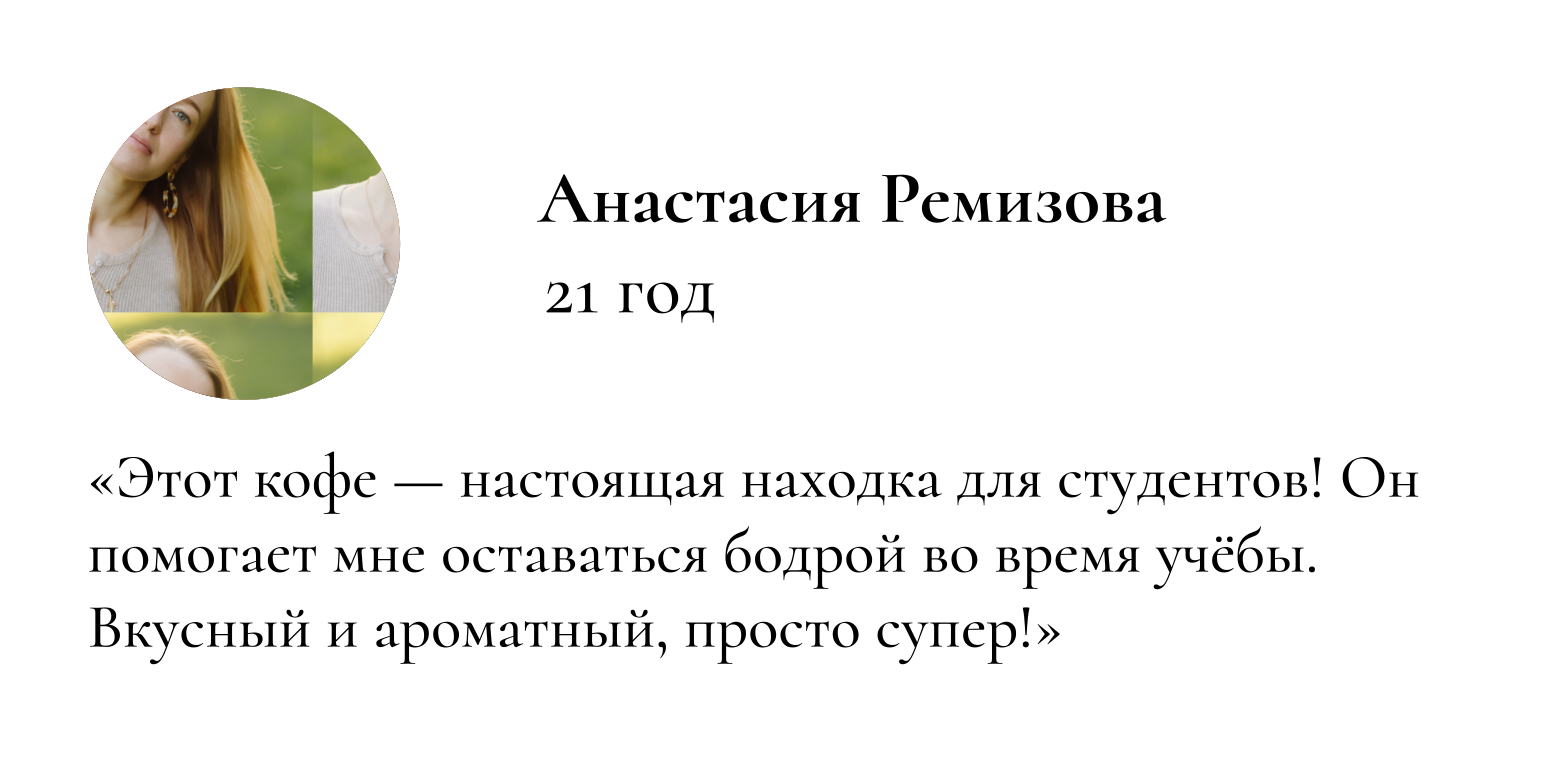 Анастасия Ремизова
21 год
«Этот кофе — настоящая находка для студентов! Он
помогает мне оставаться бодрой во время учёбы.
Вкусный и ароматный, просто супер!»